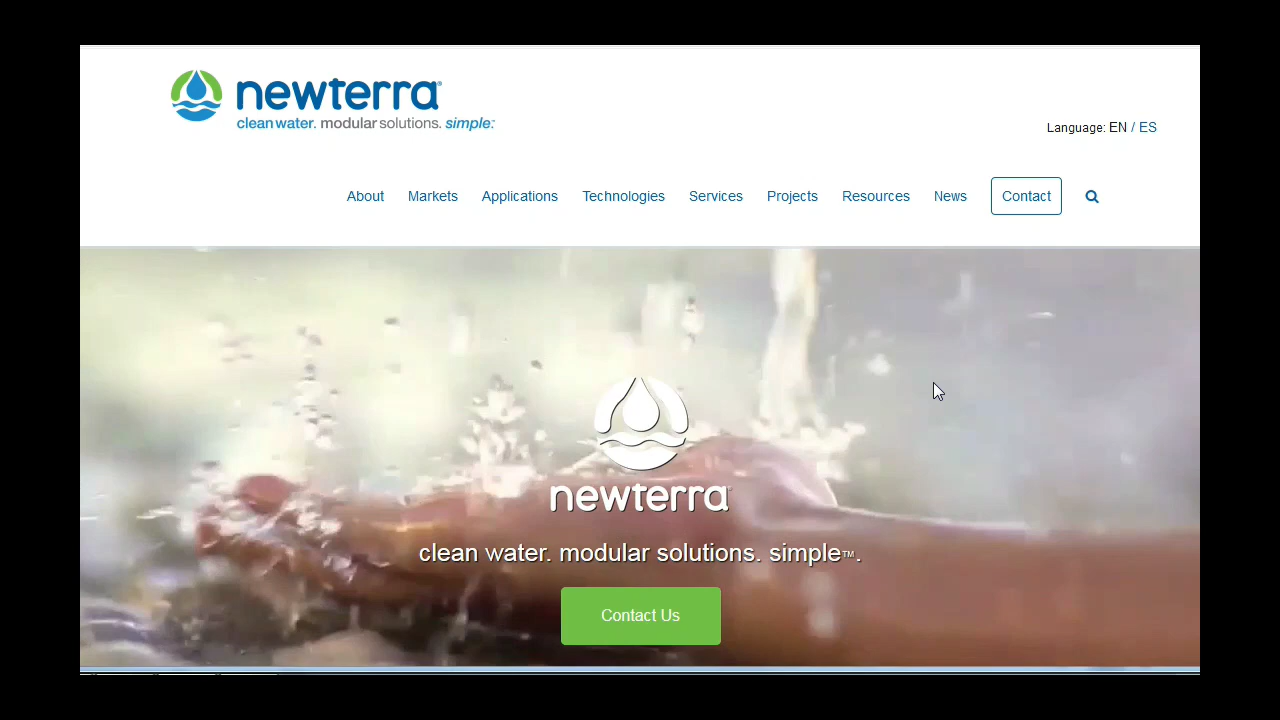 newterra®
clean water. modular solutions. simple.™
Language: EN / ES
About Markets Applications Technologies Services Projects Resources News Contact
newterra
clean water. modular solutions. simple™.
Contact Us